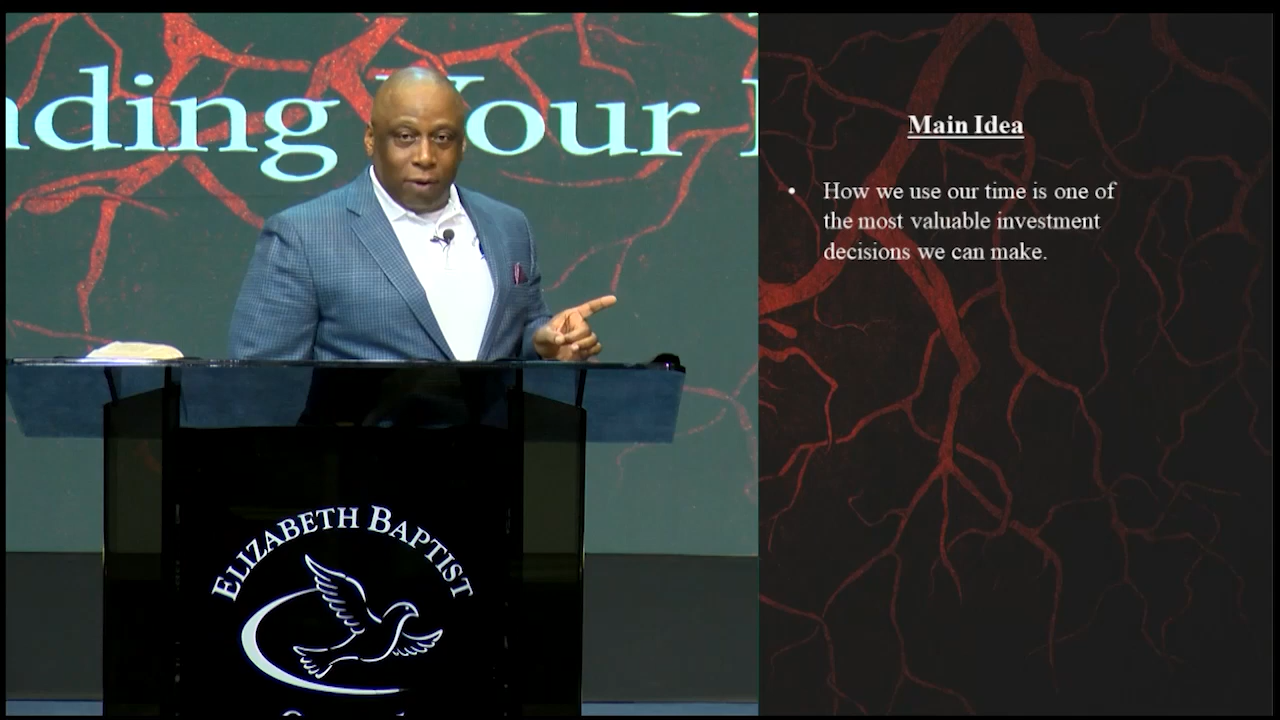 nding Your
Main Idea
• How we use our time is one of
the most valuable investment
decisions we can make.
ELIZABETH BAPTIST